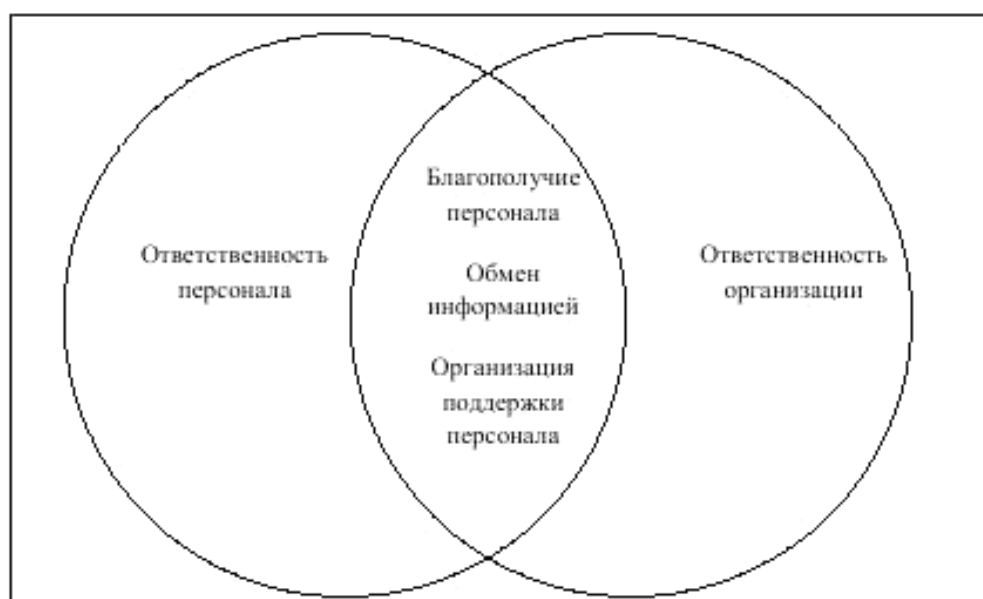 Ответственность
персонала
Благополучие
персонала
Обмен
информацией
Организация
поддержки
персонала
Ответственность
организации